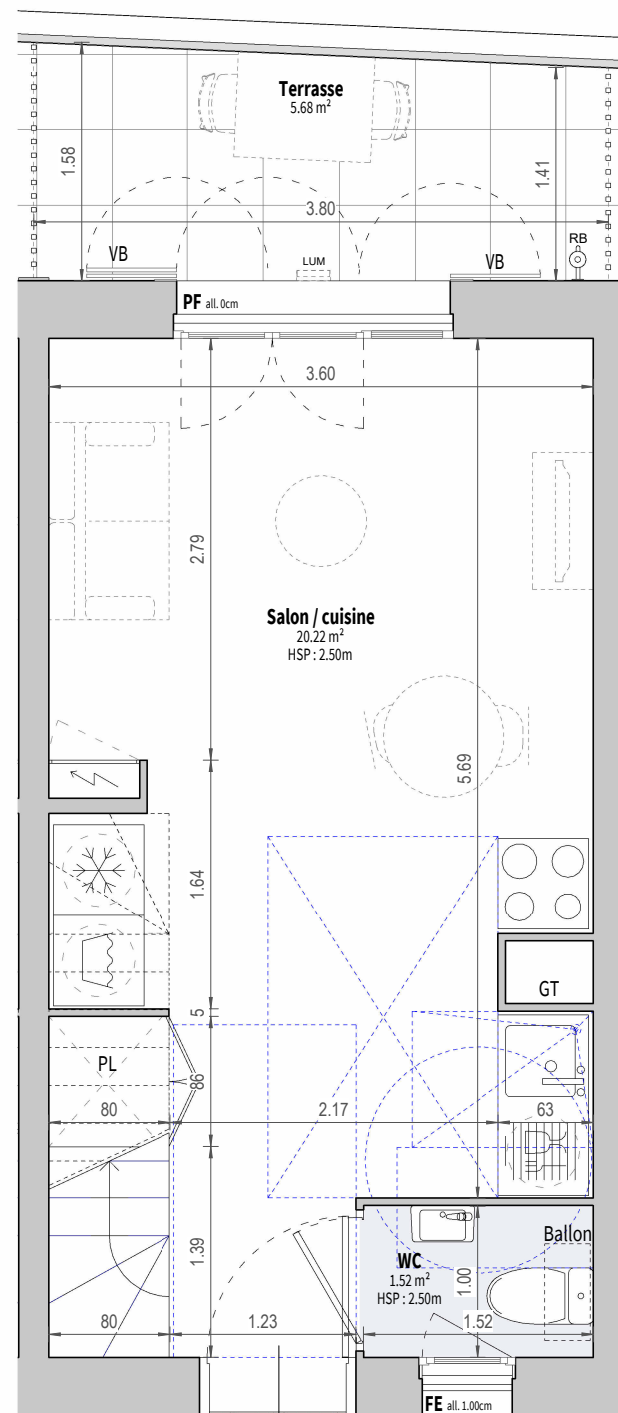 Terrasse
5.68 m²
1.58
1.41
3.80
RB
VB
LUM
VB
PF all. 0cm
3.60
2.79
Salon / cuisine
20.22 m²
HSP : 2.50m
5.69
1.64
GT
5
PL
86
80
2.17
63
1.39
Ballon
WC
1.52 m²
HSP : 2.50m
1.00
80
1.23
1.52
FE all. 1.00cm